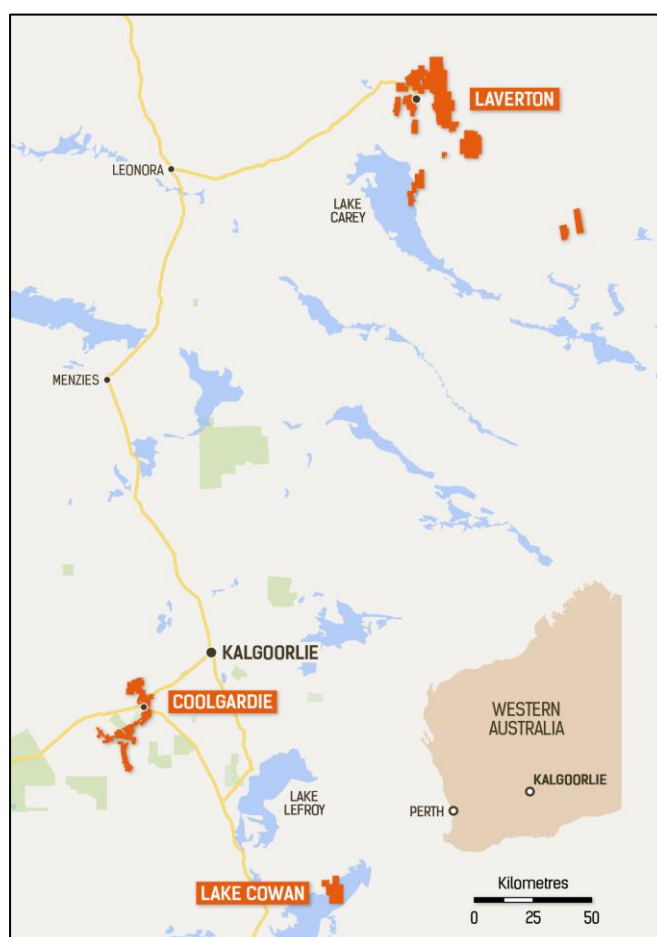 LAVERTON
LEONORA
LAKE
CAREY
MENZIES
KALGOORLIE
COOLGARDIE
WESTERN
AUSTRALIA
KALGOORLIE
PERTH
LAKE
LEFROY
LAKE COWAN
Kilometres
0 25 50